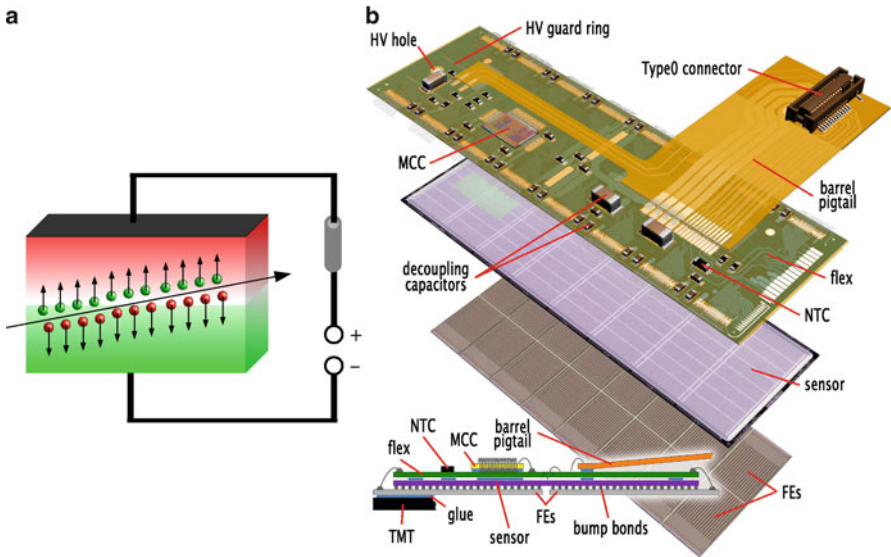 a
+
−
b
HV hole
HV guard ring
Type0 connector
MCC
barrel
pigtail
decoupling
capacitors
flex
NTC
sensor
barrel
pigtail
NTC
MCC
flex
FEs
glue
sensor
FEs
bump bonds
TMT